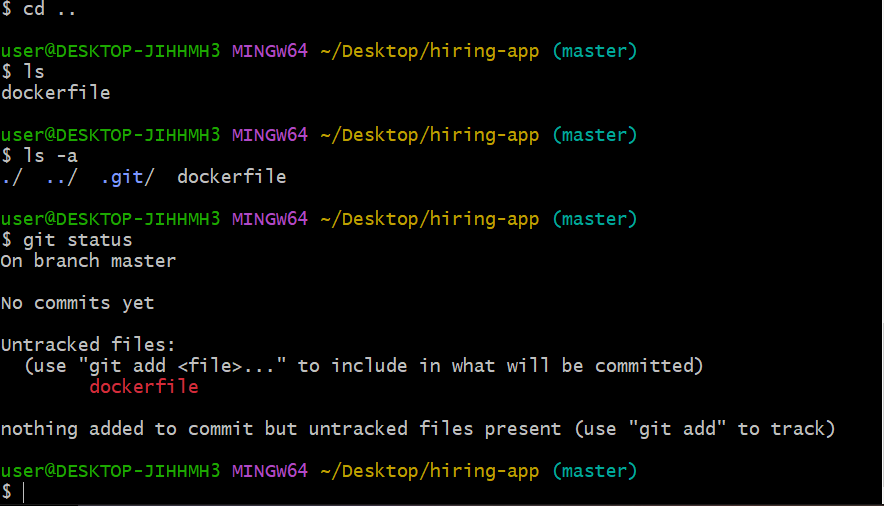 $ cd ..
user@DESKTOP-JIHHMH3 MINGW64 ~/Desktop/hiring-app (master)
$ ls
dockerfile
user@DESKTOP-JIHHMH3 MINGW64 ~/Desktop/hiring-app (master)
$ ls -a
./  ../  .git/  dockerfile
user@DESKTOP-JIHHMH3 MINGW64 ~/Desktop/hiring-app (master)
$ git status
On branch master
No commits yet
Untracked files:
  (use "git add <file>..." to include in what will be committed)
        dockerfile
nothing added to commit but untracked files present (use "git add" to track)
user@DESKTOP-JIHHMH3 MINGW64 ~/Desktop/hiring-app (master)
$